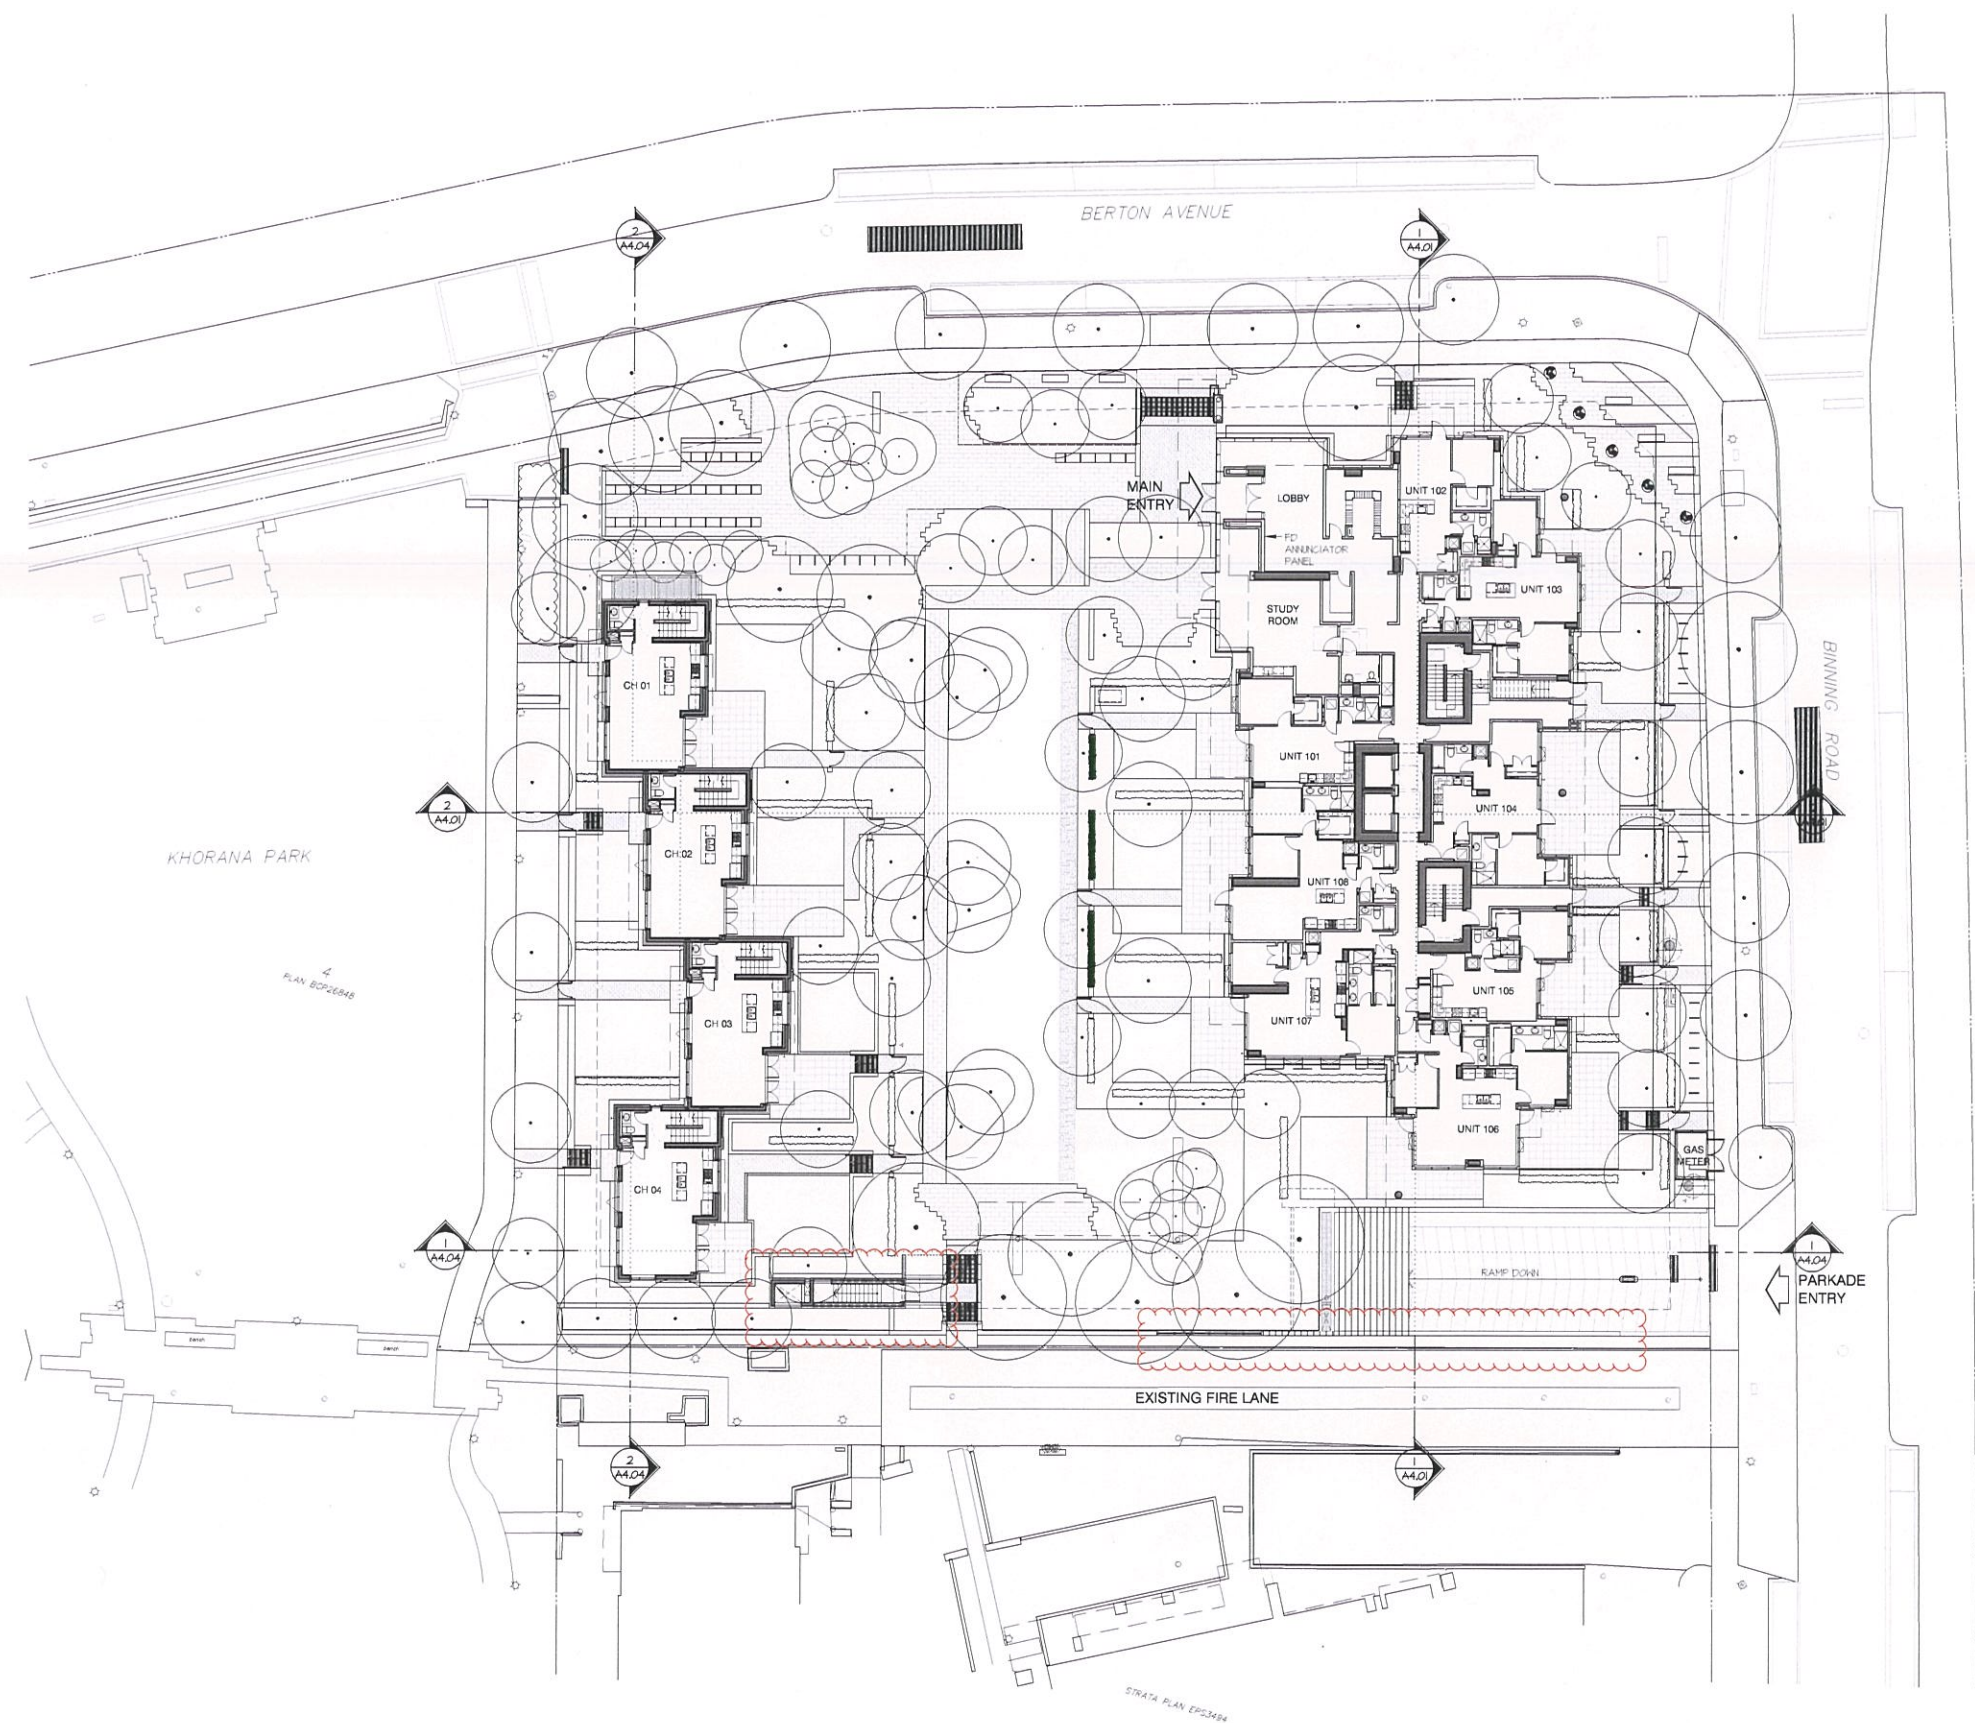 BERTON AVENUE
2
A4.04
1
A4.01
MAIN
ENTRY
LOBBY
UNIT 102
FD
ANNUNCIATOR
PANEL
STUDY
ROOM
UNIT 103
BINNING ROAD
CH 01
UNIT 101
2
A4.01
UNIT 104
CH 02
KHORANA PARK
UNIT 108
4
PLAN BCP26848
UNIT 105
CH 03
UNIT 107
UNIT 106
GAS
METER
CH 04
1
A4.04
1
A4.04
RAMP DOWN
PARKADE
ENTRY
bench
bench
EXISTING FIRE LANE
2
A4.04
1
A4.01
STRATA PLAN EPS3484